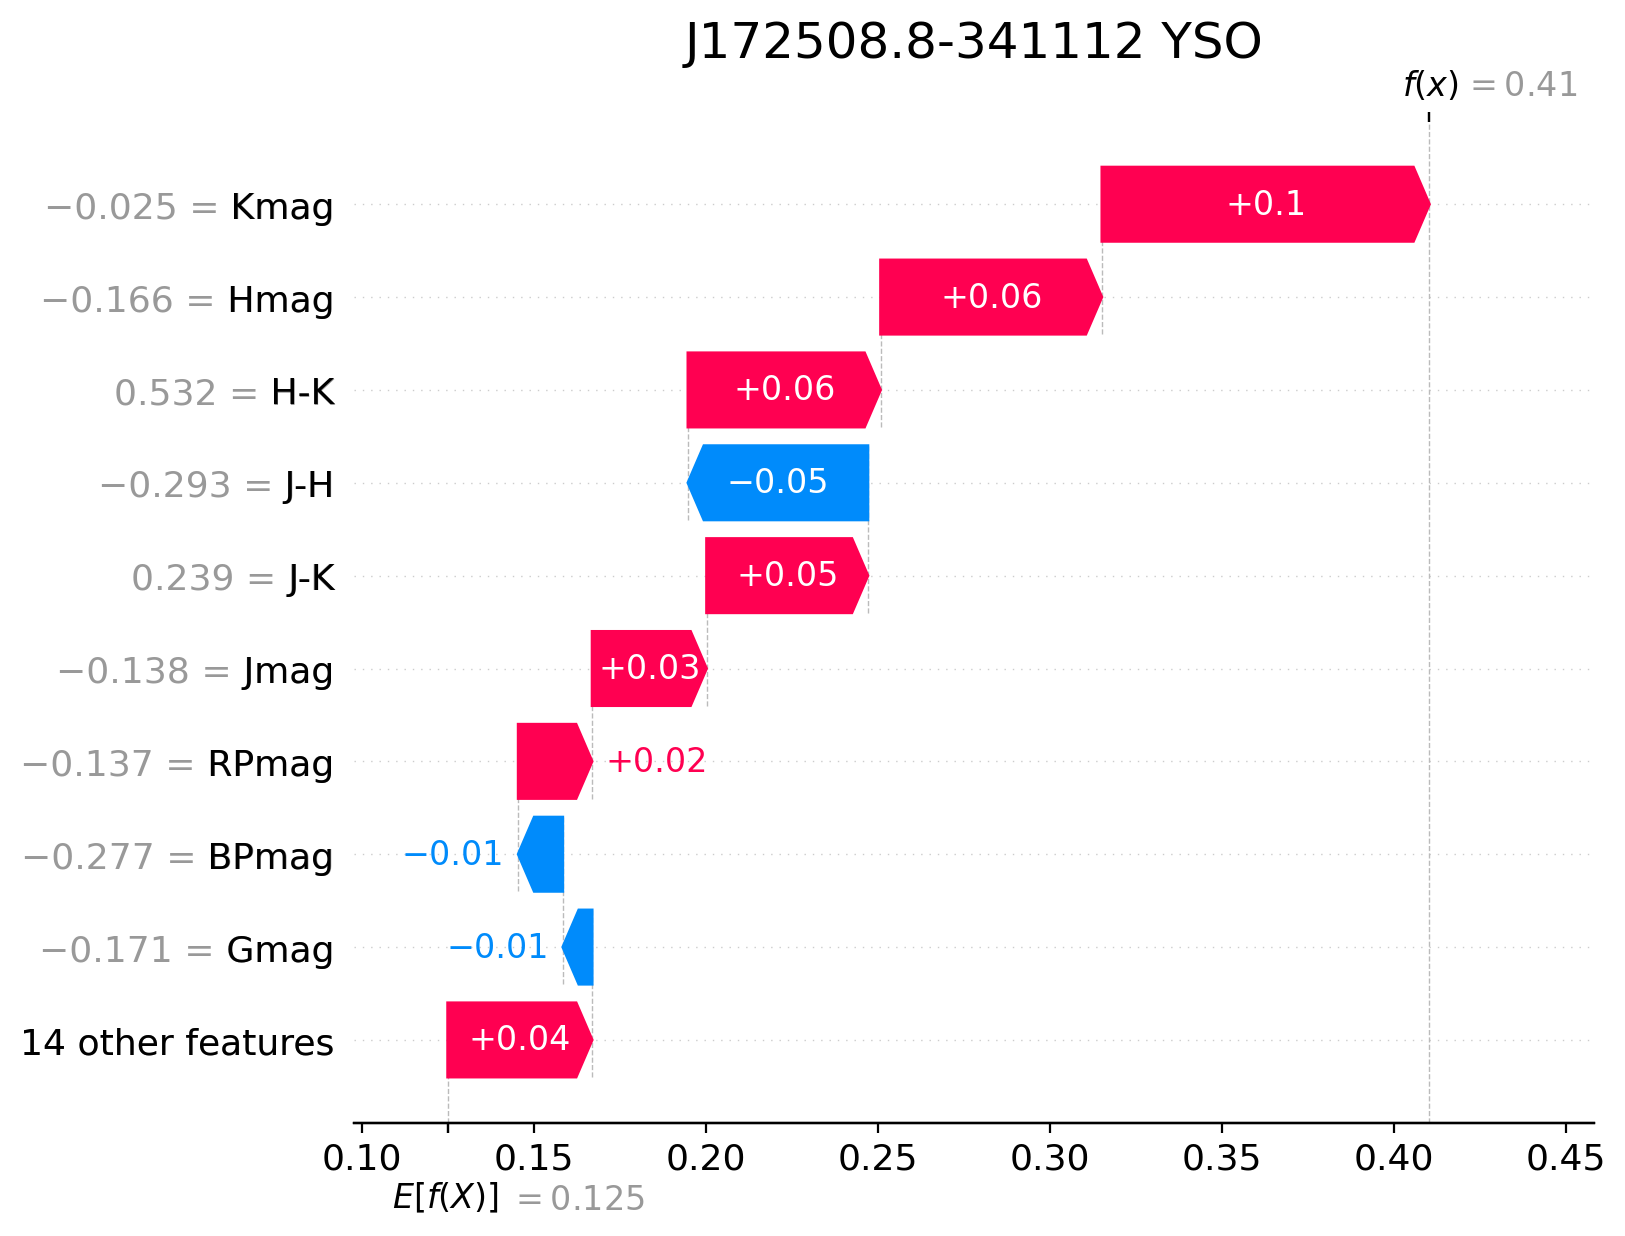 J172508.8-341112 YSO
f(x) = 0.41
−0.025 = Kmag
+0.1
−0.166 = Hmag
+0.06
0.532 = H-K
+0.06
−0.293 = J-H
−0.05
0.239 = J-K
+0.05
−0.138 = Jmag
+0.03
−0.137 = RPmag
+0.02
−0.277 = BPmag
−0.01
−0.171 = Gmag
−0.01
14 other features
+0.04
0.10 0.15 0.20 0.25 0.30 0.35 0.40 0.45
E[f(X)] = 0.125